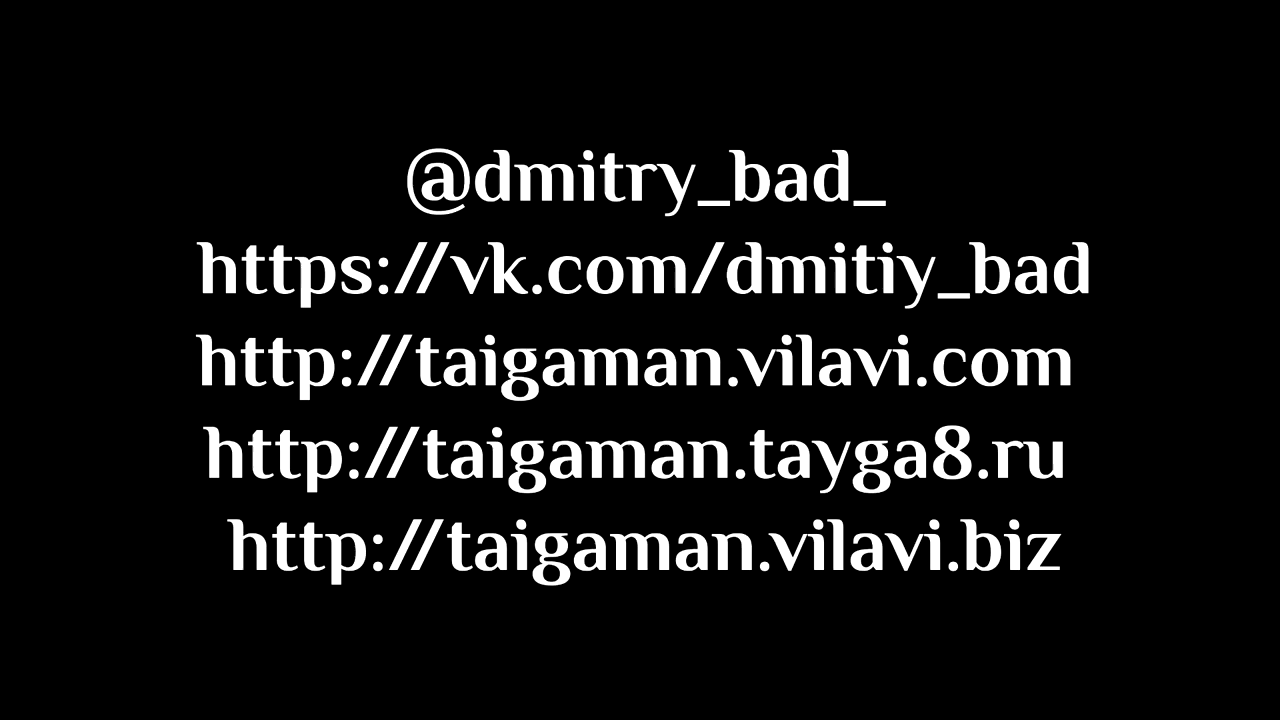 @dmitry_bad_
https://vk.com/dmitiy_bad
http://taigaman.vilavi.com
http://taigaman.tayga8.ru
http://taigaman.vilavi.biz